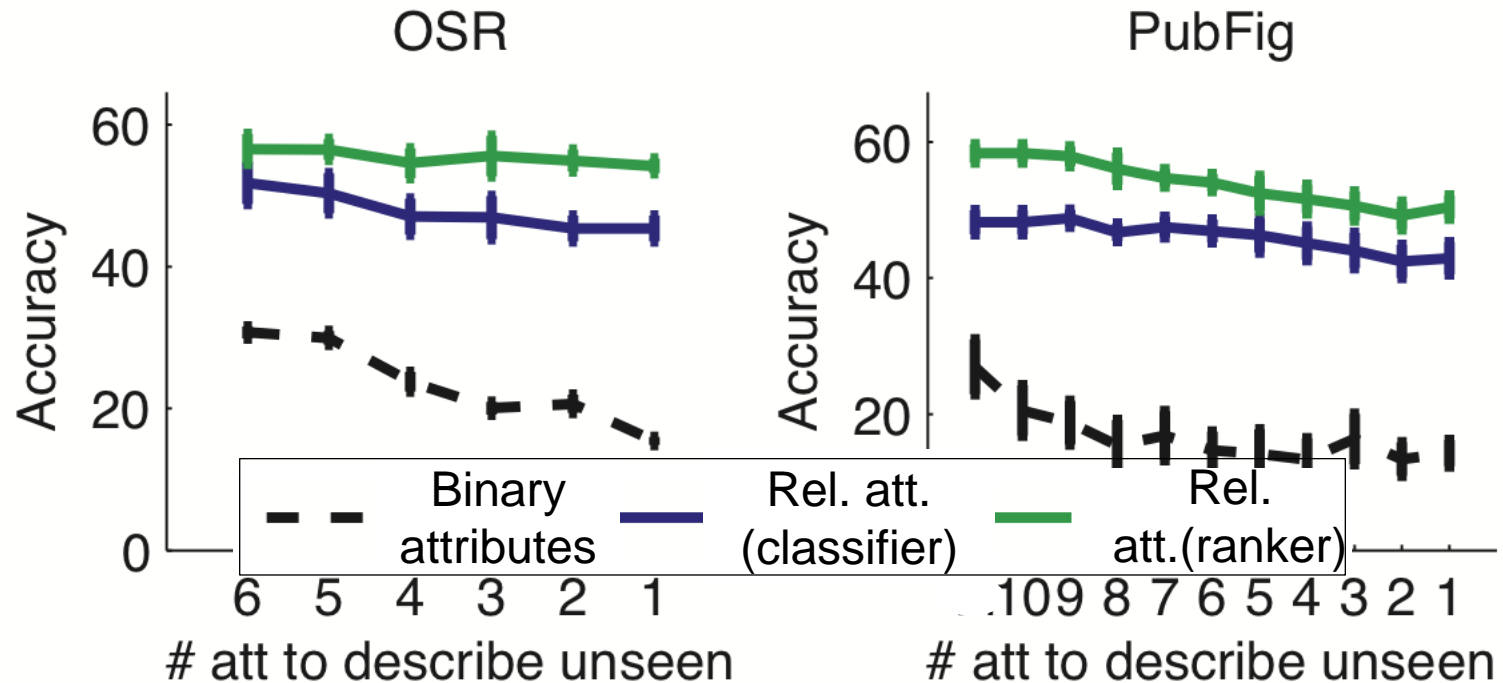 OSR
PubFig
60
40
20
0
Accuracy
60
40
20
Accuracy
Binary
attributes
Rel. att.
(classifier)
Rel.
att.(ranker)
6 5 4 3 2 1
10 9 8 7 6 5 4 3 2 1
# att to describe unseen
# att to describe unseen